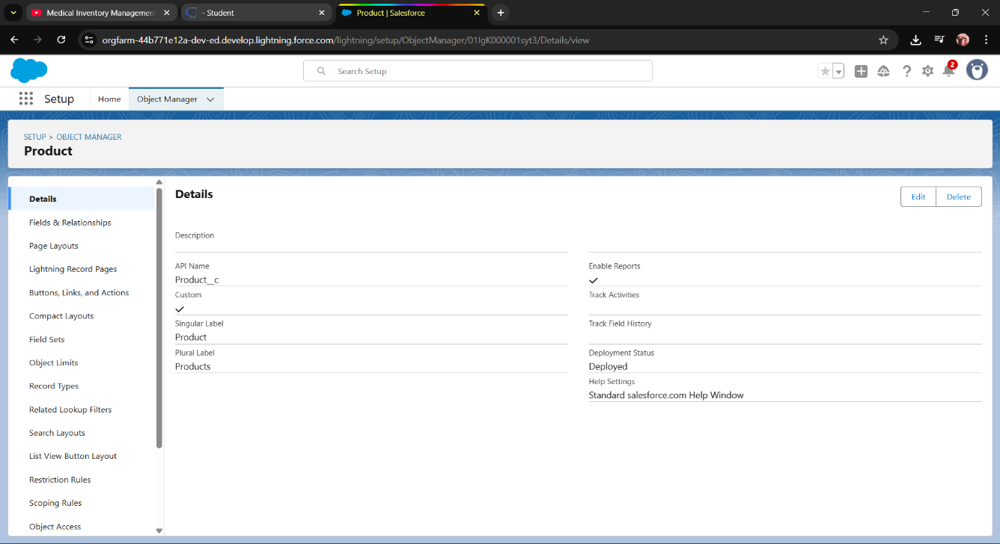 Medical Inventory Managemen
- Student
Product | Salesforce
orgfarm-44b771e12a-dev-ed.develop.lightning.force.com/lightning/setup/ObjectManager/01IgK000001syt3/Details/view
Search Setup
2
Setup
Home
Object Manager
SETUP > OBJECT MANAGER
Product
Details
Fields & Relationships
Page Layouts
Lightning Record Pages
Buttons, Links, and Actions
Compact Layouts
Field Sets
Object Limits
Record Types
Related Lookup Filters
Search Layouts
List View Button Layout
Restriction Rules
Scoping Rules
Object Access
Details
Edit
Delete
Description
API Name
Product__c
Custom
Singular Label
Product
Plural Label
Products
Enable Reports
Track Activities
Track Field History
Deployment Status
Deployed
Help Settings
Standard salesforce.com Help Window